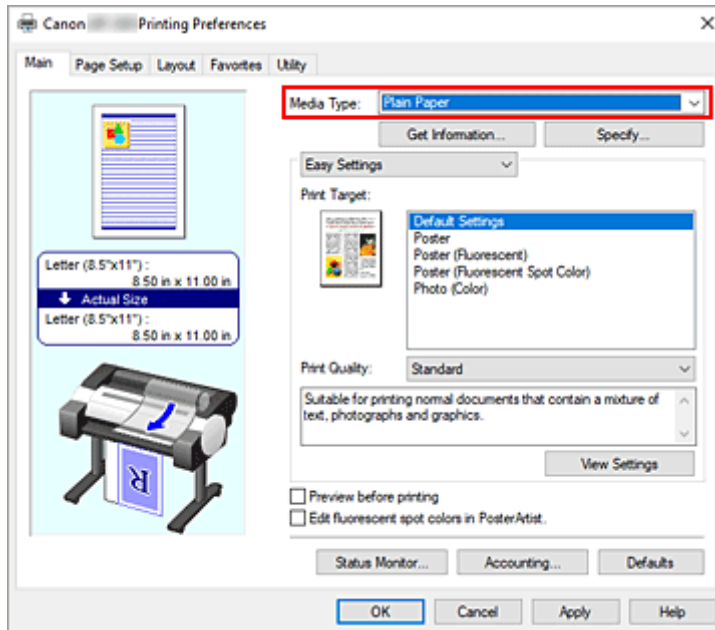 Canon Printing Preferences
Main Page Setup Layout Favorites Utility
Media Type: Plain Paper
Get Information... Specify...
Easy Settings
Print Target:
Default Settings
Poster
Poster (Fluorescent)
Poster (Fluorescent Spot Color)
Photo (Color)
Letter (8.5"x11") :
8.50 in x 11.00 in
Actual Size
Letter (8.5"x11") :
8.50 in x 11.00 in
R
Print Quality: Standard
Suitable for printing normal documents that contain a mixture of
text, photographs and graphics.
View Settings
Preview before printing
Edit fluorescent spot colors in PosterArtist.
Status Monitor... Accounting... Defaults
OK Cancel Apply Help